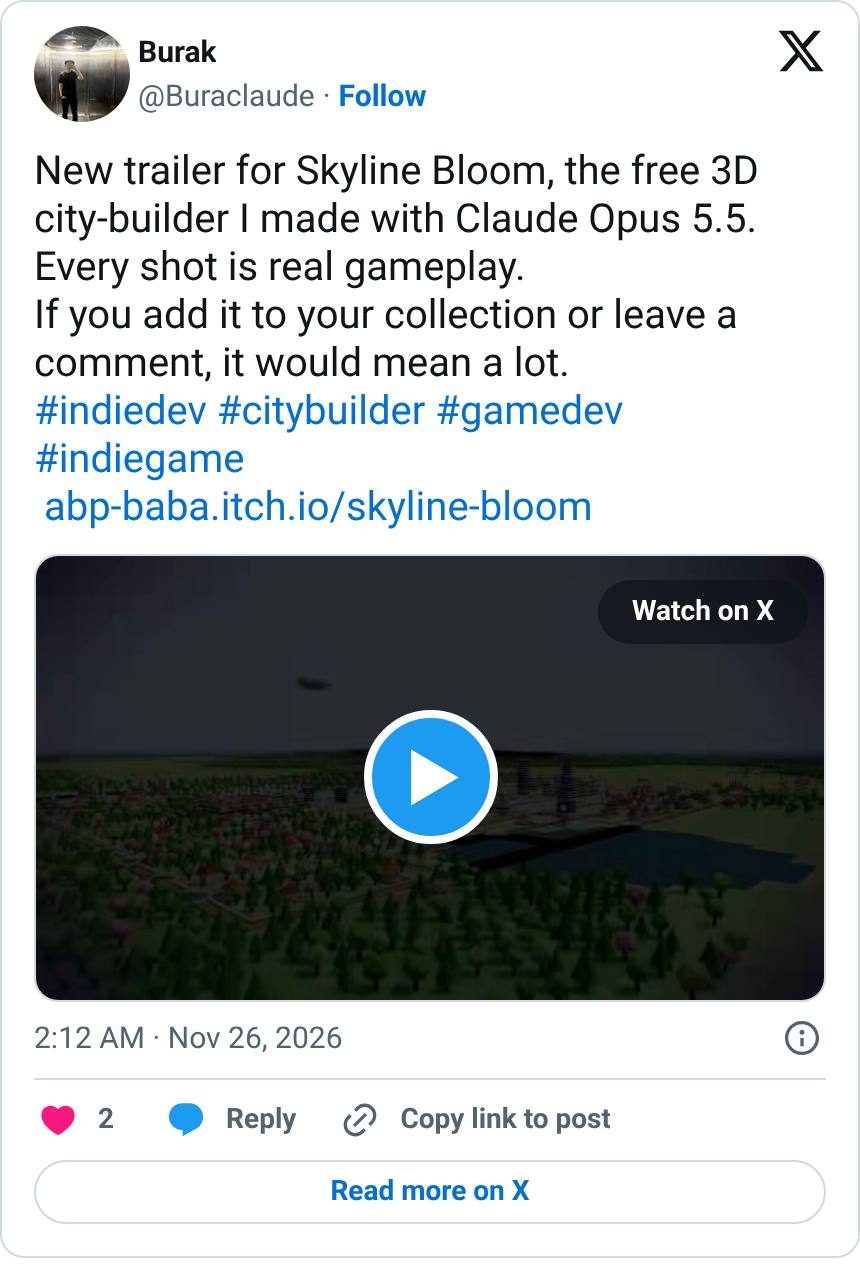 Burak
@Buraclaude · Follow
New trailer for Skyline Bloom, the free 3D
city-builder I made with Claude Opus 5.5.
Every shot is real gameplay.
If you add it to your collection or leave a
comment, it would mean a lot.
#indiedev #citybuilder #gamedev
#indiegame
abp-baba.itch.io/skyline-bloom
Watch on X
2:12 AM · Nov 26, 2026
2 Reply Copy link to post
Read more on X